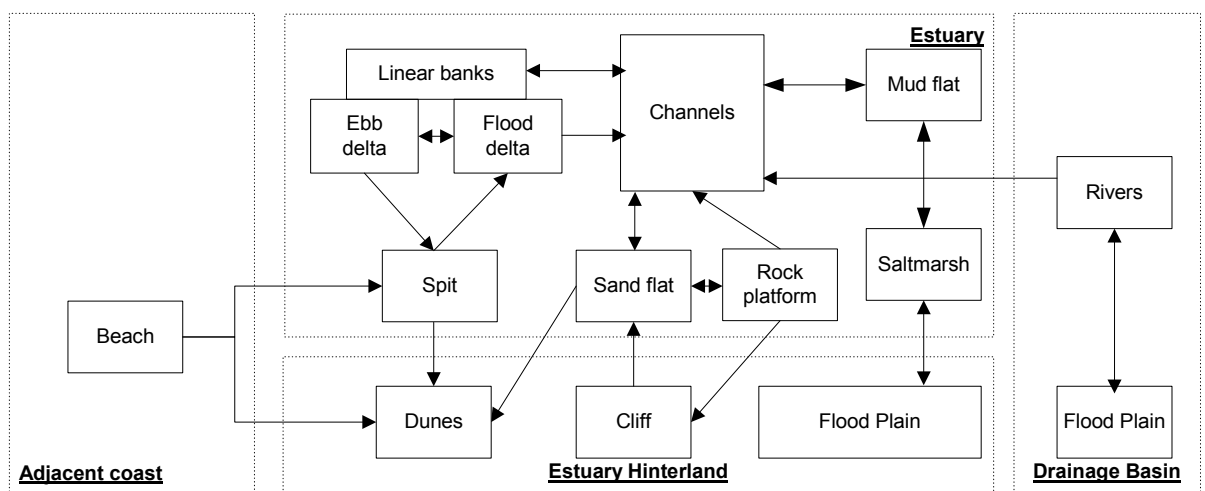 Estuary
Linear banks
Channels
Mud flat
Ebb
delta
Flood
delta
Rivers
Spit
Sand flat
Rock
platform
Saltmarsh
Beach
Dunes
Cliff
Flood Plain
Flood Plain
Adjacent coast
Estuary Hinterland
Drainage Basin